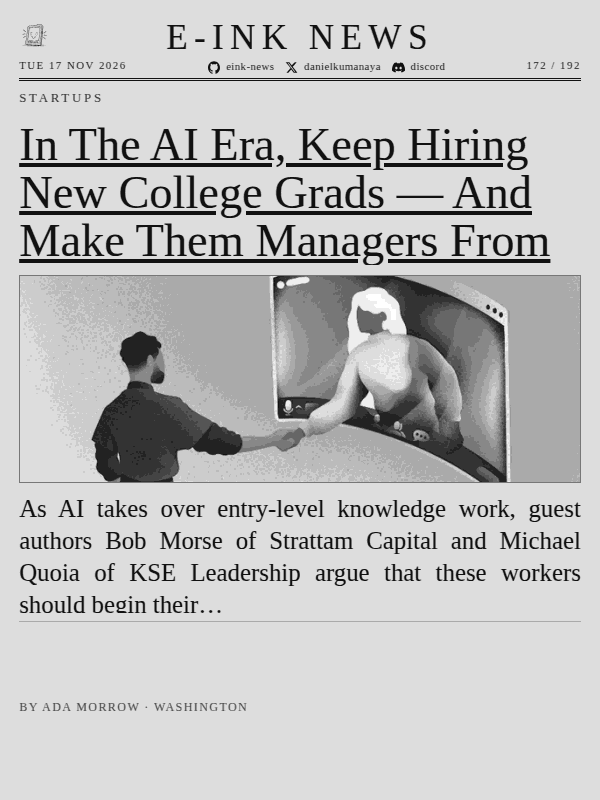 E-INK NEWS
TUE 17 NOV 2026
eink-news danielkumanaya discord
172 / 192
STARTUPS
In The AI Era, Keep Hiring
New College Grads — And
Make Them Managers From
As AI takes over entry-level knowledge work, guest
authors Bob Morse of Strattam Capital and Michael
Quoia of KSE Leadership argue that these workers
should begin their…
BY ADA MORROW · WASHINGTON